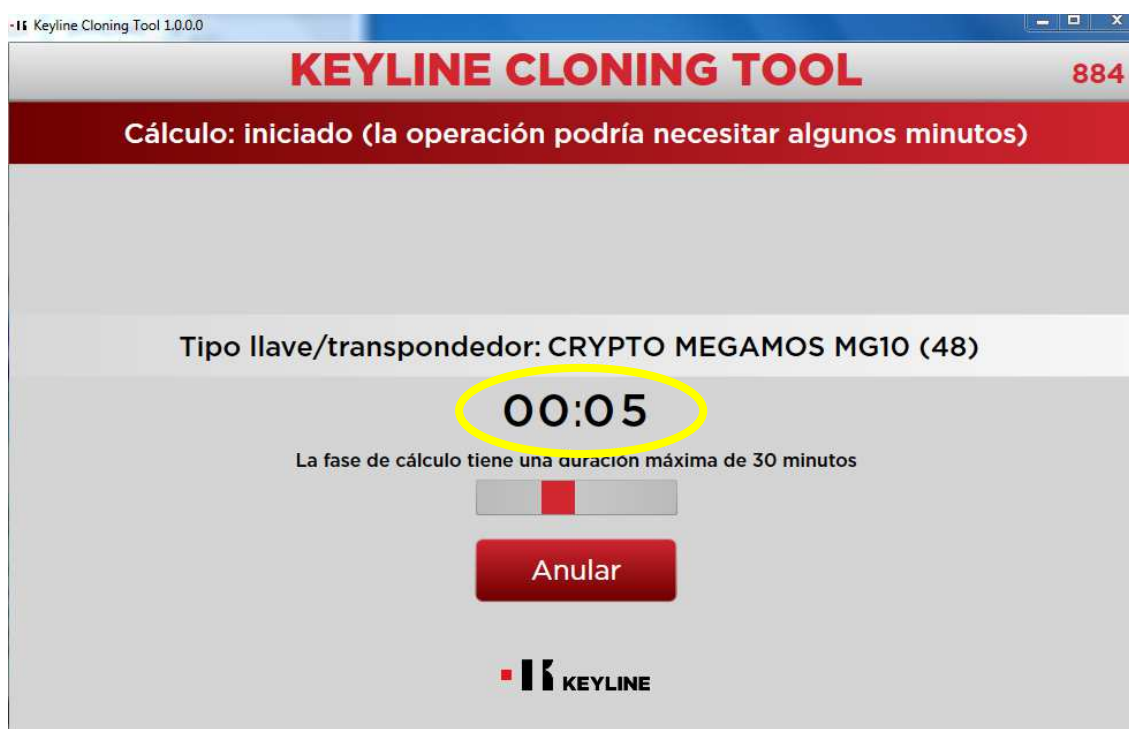 Keyline Cloning Tool 1.0.0.0
KEYLINE CLONING TOOL
884
Cálculo: iniciado (la operación podría necesitar algunos minutos)
Tipo llave/transpondedor: CRYPTO MEGAMOS MG10 (48)
00:05
La fase de cálculo tiene una duración máxima de 30 minutos
Anular
KEYLINE